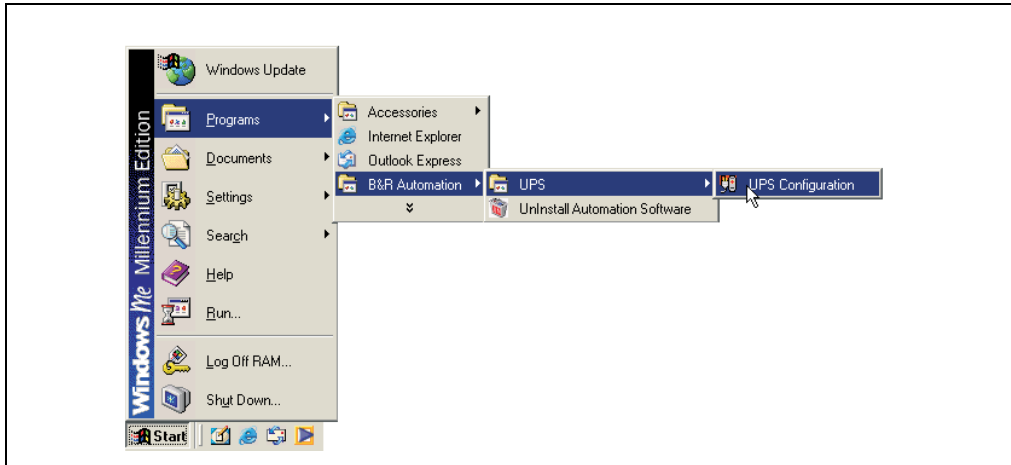 Windows Me Millennium Edition
Windows Update
Programs
Documents
Settings
Search
Help
Run...
Log Off RAM...
Shut Down...
Accessories
Internet Explorer
Outlook Express
B&R Automation
UPS
UnInstall Automation Software
UPS Configuration
Start